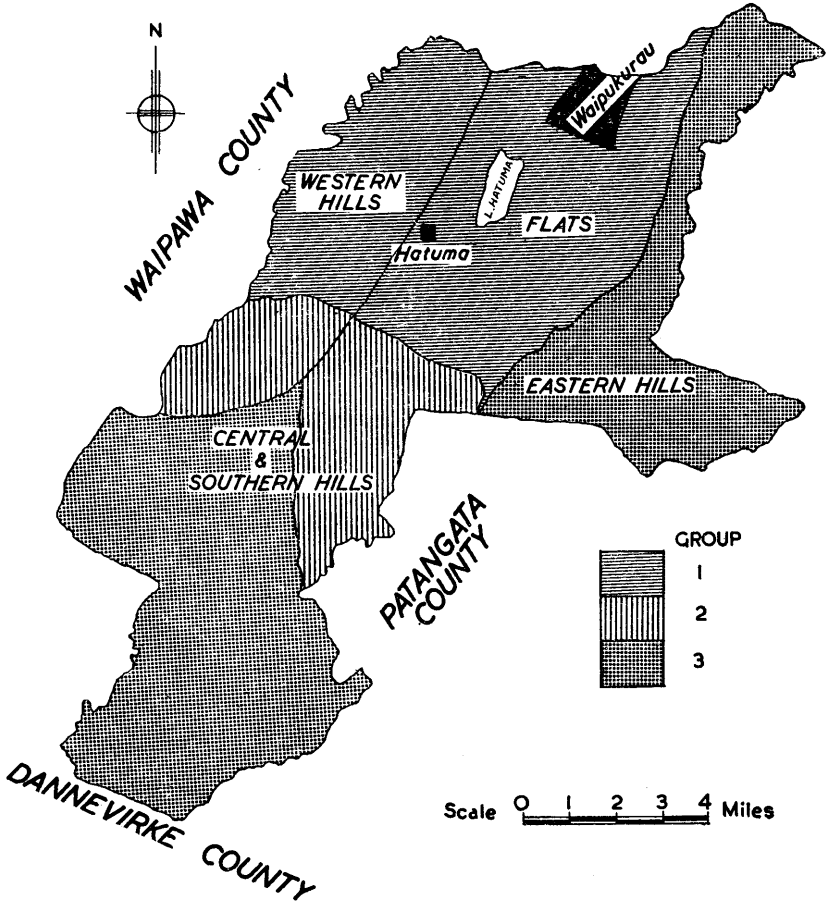 N
Waipukurau
WAIPAWA COUNTY
WESTERN
HILLS
L. HATUMA
FLATS
Hatuma
EASTERN HILLS
CENTRAL
&
SOUTHERN HILLS
PATANGATA
COUNTY
GROUP
1
2
3
DANNEVIRKE COUNTY
Scale 0 1 2 3 4 Miles